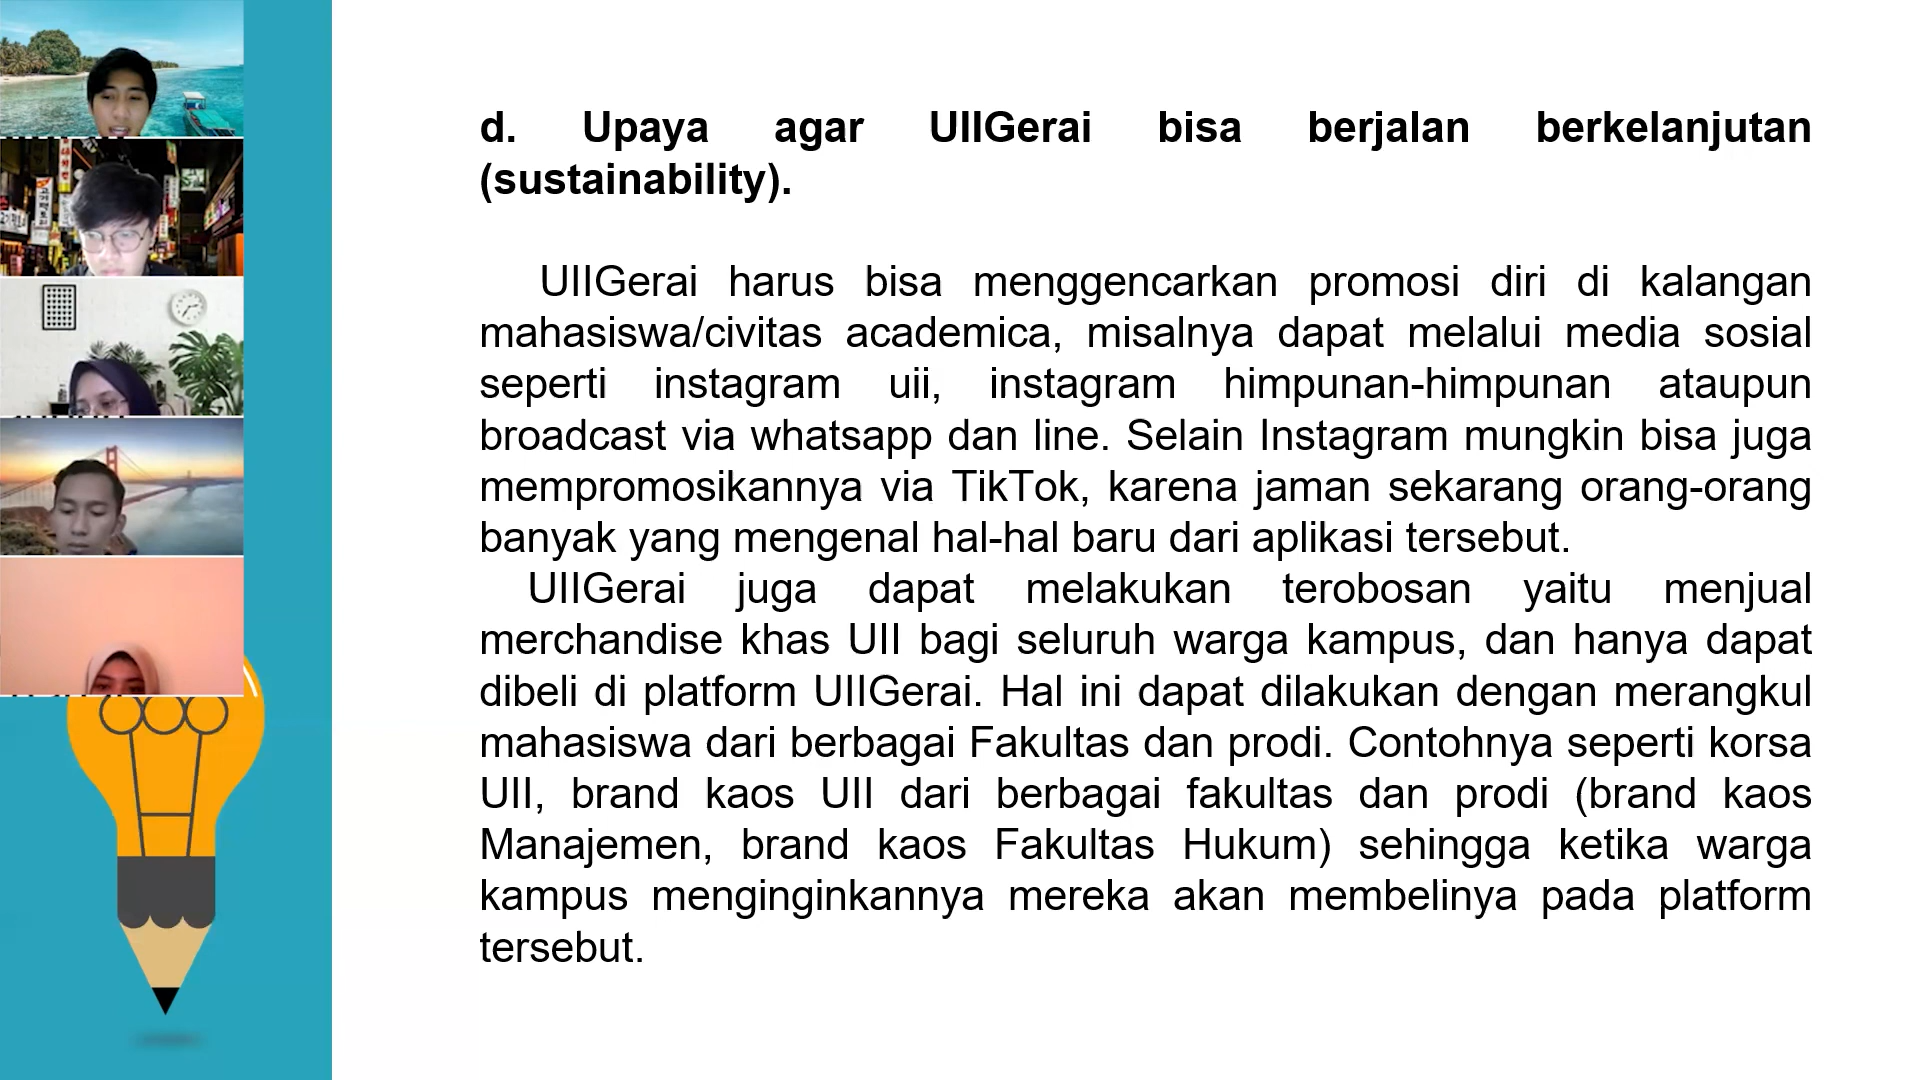 d. Upaya agar UIIGerai bisa berjalan berkelanjutan
(sustainability).
UIIGerai harus bisa menggencarkan promosi diri di kalangan
mahasiswa/civitas academica, misalnya dapat melalui media sosial
seperti instagram uii, instagram himpunan-himpunan ataupun
broadcast via whatsapp dan line. Selain Instagram mungkin bisa juga
mempromosikannya via TikTok, karena jaman sekarang orang-orang
banyak yang mengenal hal-hal baru dari aplikasi tersebut.
UIIGerai juga dapat melakukan terobosan yaitu menjual
merchandise khas UII bagi seluruh warga kampus, dan hanya dapat
dibeli di platform UIIGerai. Hal ini dapat dilakukan dengan merangkul
mahasiswa dari berbagai Fakultas dan prodi. Contohnya seperti korsa
UII, brand kaos UII dari berbagai fakultas dan prodi (brand kaos
Manajemen, brand kaos Fakultas Hukum) sehingga ketika warga
kampus menginginkannya mereka akan membelinya pada platform
tersebut.